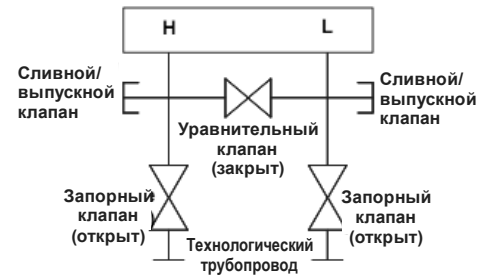 H L
Сливной/
выпускной
клапан
Сливной/
выпускной
клапан
Уравнительный
клапан
(закрыт)
Запорный
клапан
(открыт)
Запорный
клапан
(открыт)
Технологический
трубопровод